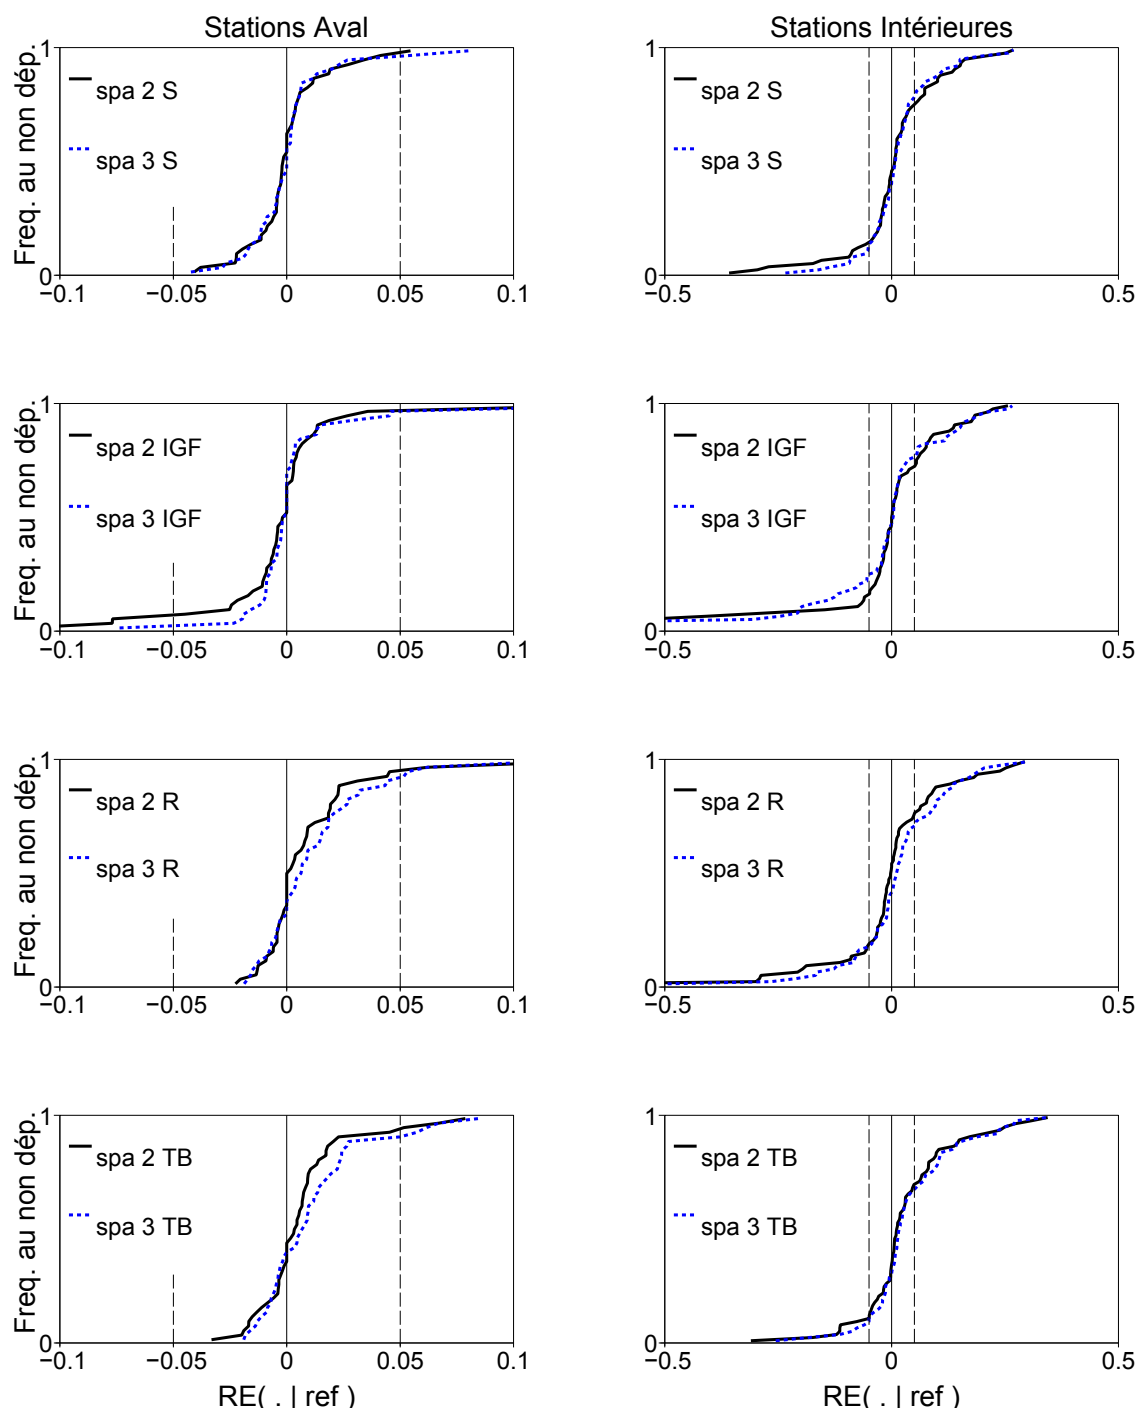 Stations Aval
Stations Intérieures
Freq. au non dép.
1
0
spa 2 S
spa 3 S
−0.1
−0.05
0
0.05
0.1
1
0
spa 2 S
spa 3 S
−0.5
0
0.5
Freq. au non dép.
1
0
spa 2 IGF
spa 3 IGF
−0.1
−0.05
0
0.05
0.1
1
0
spa 2 IGF
spa 3 IGF
−0.5
0
0.5
Freq. au non dép.
1
0
spa 2 R
spa 3 R
−0.1
−0.05
0
0.05
0.1
1
0
spa 2 R
spa 3 R
−0.5
0
0.5
Freq. au non dép.
1
0
spa 2 TB
spa 3 TB
−0.1
−0.05
0
0.05
0.1
RE( . | ref )
1
0
spa 2 TB
spa 3 TB
−0.5
0
0.5
RE( . | ref )